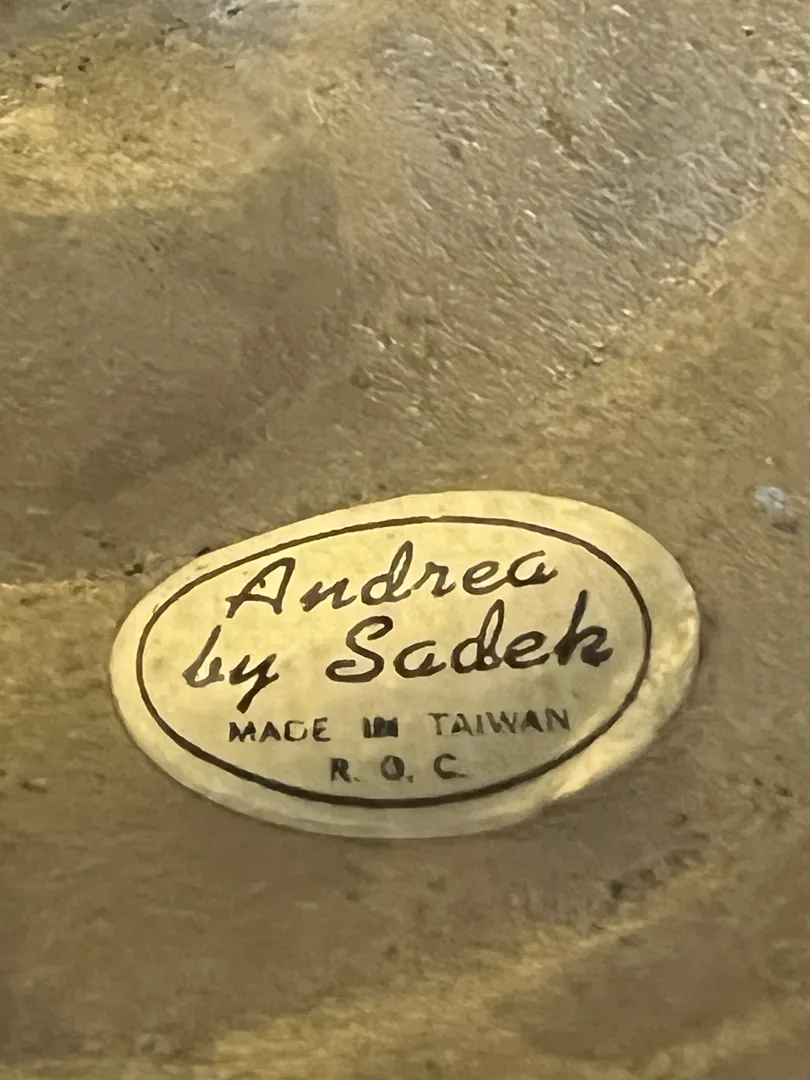 Andrea
by Sadek
MADE IN TAIWAN
R. O. C.